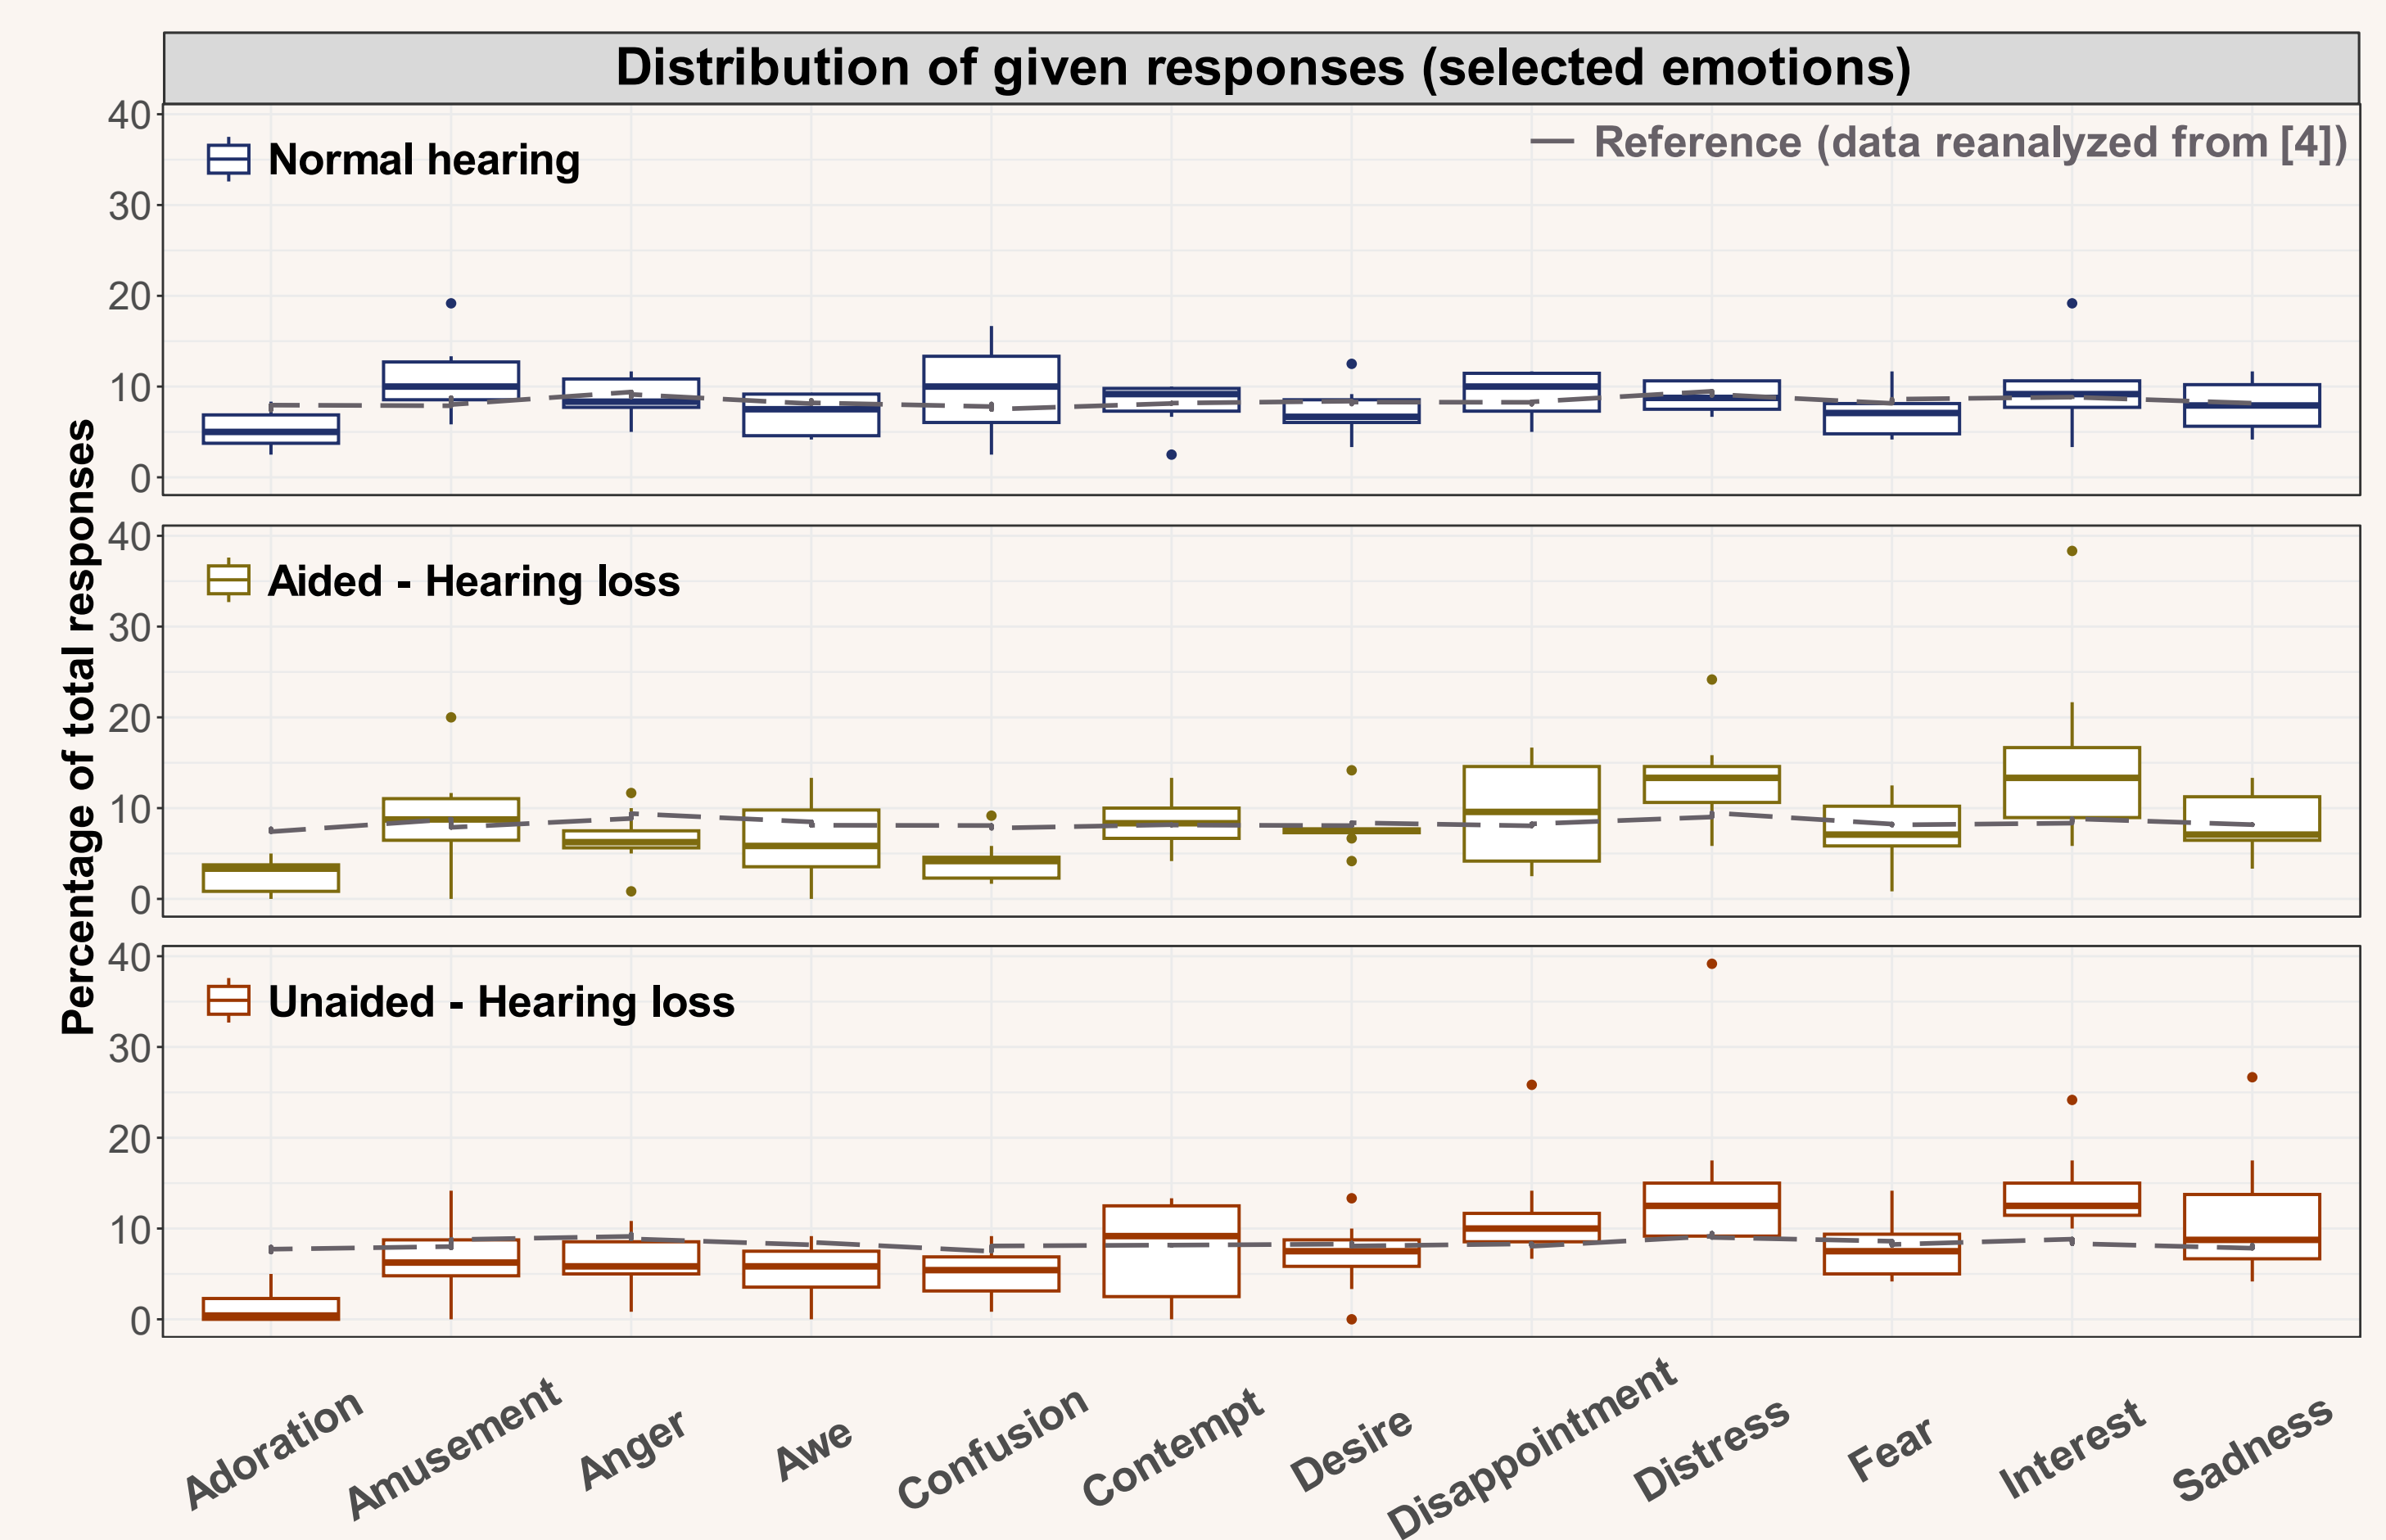 Distribution of given responses (selected emotions)
40
30
20
10
0
Normal hearing
Reference (data reanalyzed from [4])
Percentage of total responses
40
30
20
10
0
Aided - Hearing loss
40
30
20
10
0
Unaided - Hearing loss
Adoration
Amusement
Anger
Awe
Confusion
Contempt
Desire
Disappointment
Distress
Fear
Interest
Sadness